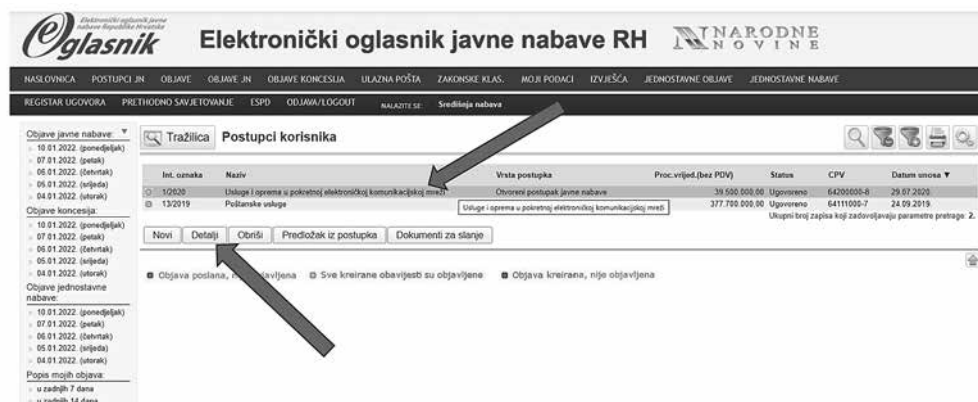 Elektronički oglasnik javne
nabave Republike Hrvatske
Oglasnik
Elektronički oglasnik javne nabave RH
NARODNE
NOVINE
NASLOVNICA POSTUPCI JN OBJAVE OBJAVE JN OBJAVE KONCESIJA ULAZNA POŠTA ZAKONSKE KLAS. MOJI PODACI IZVJEŠĆA JEDNOSTAVNE OBJAVE JEDNOSTAVNE NABAVE
REGISTAR UGOVORA PRETHODNO SAVJETOVANJE ESPD ODJAVA/LOGOUT NALAZITE SE: Središnja nabava
Objave javne nabave:
10.01.2022. (ponedjeljak)
07.01.2022. (petak)
06.01.2022. (četvrtak)
05.01.2022. (srijeda)
04.01.2022. (utorak)
Objave koncesija:
10.01.2022. (ponedjeljak)
07.01.2022. (petak)
06.01.2022. (četvrtak)
05.01.2022. (srijeda)
04.01.2022. (utorak)
Objave jednostavne
nabave:
10.01.2022. (ponedjeljak)
07.01.2022. (petak)
06.01.2022. (četvrtak)
05.01.2022. (srijeda)
04.01.2022. (utorak)
Popis mojih objava:
u zadnjih 7 dana
u zadnjih 14 dana
Tražilica Postupci korisnika
Int. oznaka Naziv Vrsta postupka Proc.vrijed.(bez PDV) Status CPV Datum unosa ▼
1/2020 Usluge i oprema u pokretnoj elektroničkoj komunikacijskoj mreži Otvoreni postupak javne nabave 39.500.000,00 Ugovoreno 64200000-8 29.07.2020.
13/2019 Poštanske usluge 377.700.000,00 Ugovoreno 64111000-7 24.09.2019.
Usluge i oprema u pokretnoj elektroničkoj komunikacijskoj mreži
Ukupni broj zapisa koji zadovoljavaju parametre pretrage: 2.
Novi Detalji Obriši Predložak iz postupka Dokumenti za slanje
Objava poslana, Sve kreirane obavijesti su objavljene Objava kreirana, nije objavljena